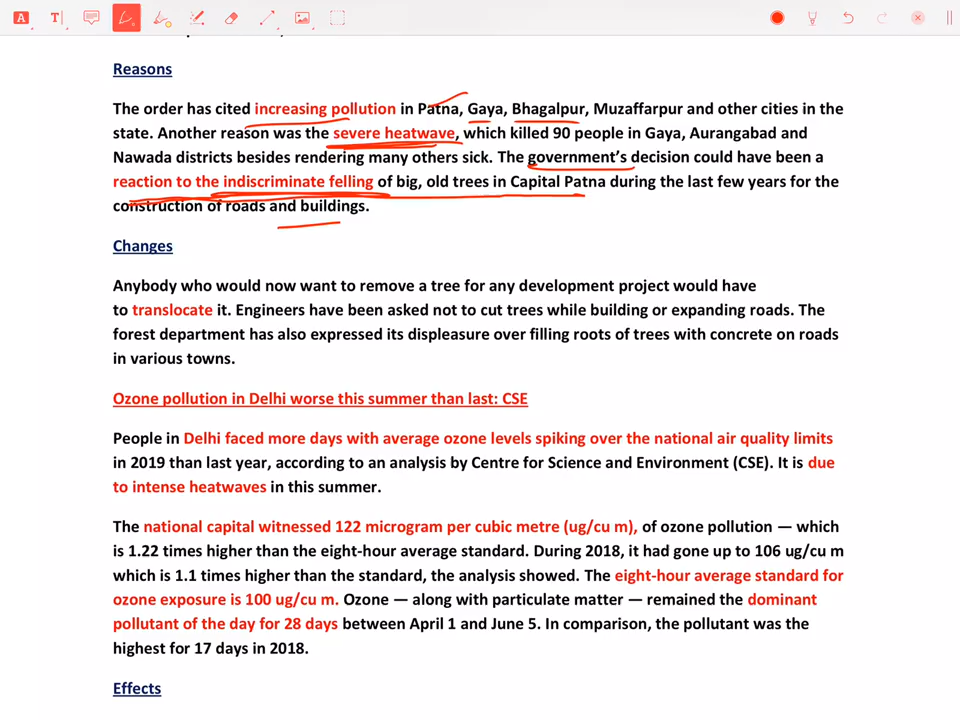 Reasons
The order has cited increasing pollution in Patna, Gaya, Bhagalpur, Muzaffarpur and other cities in the
state. Another reason was the severe heatwave, which killed 90 people in Gaya, Aurangabad and
Nawada districts besides rendering many others sick. The government's decision could have been a
reaction to the indiscriminate felling of big, old trees in Capital Patna during the last few years for the
construction of roads and buildings.
Changes
Anybody who would now want to remove a tree for any development project would have
to translocate it. Engineers have been asked not to cut trees while building or expanding roads. The
forest department has also expressed its displeasure over filling roots of trees with concrete on roads
in various towns.
Ozone pollution in Delhi worse this summer than last: CSE
People in Delhi faced more days with average ozone levels spiking over the national air quality limits
in 2019 than last year, according to an analysis by Centre for Science and Environment (CSE). It is due
to intense heatwaves in this summer.
The national capital witnessed 122 microgram per cubic metre (ug/cu m), of ozone pollution — which
is 1.22 times higher than the eight-hour average standard. During 2018, it had gone up to 106 ug/cu m
which is 1.1 times higher than the standard, the analysis showed. The eight-hour average standard for
ozone exposure is 100 ug/cu m. Ozone — along with particulate matter — remained the dominant
pollutant of the day for 28 days between April 1 and June 5. In comparison, the pollutant was the
highest for 17 days in 2018.
Effects